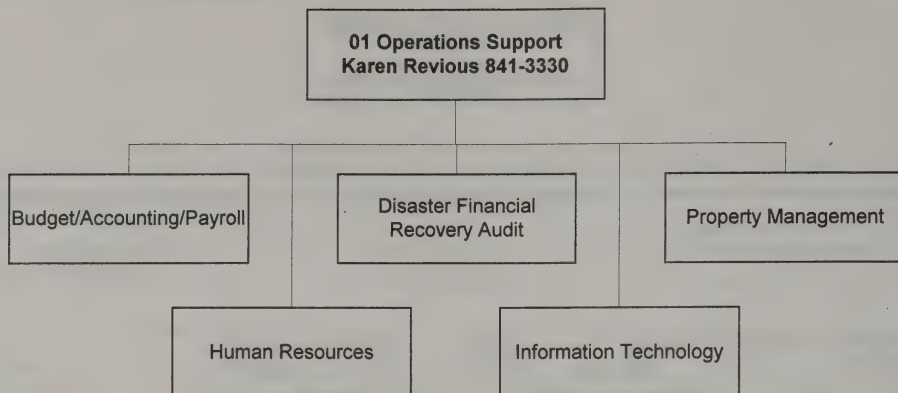 01 Operations Support
Karen Revious 841-3330
Budget/Accounting/Payroll
Disaster Financial
Recovery Audit
Property Management
Human Resources
Information Technology